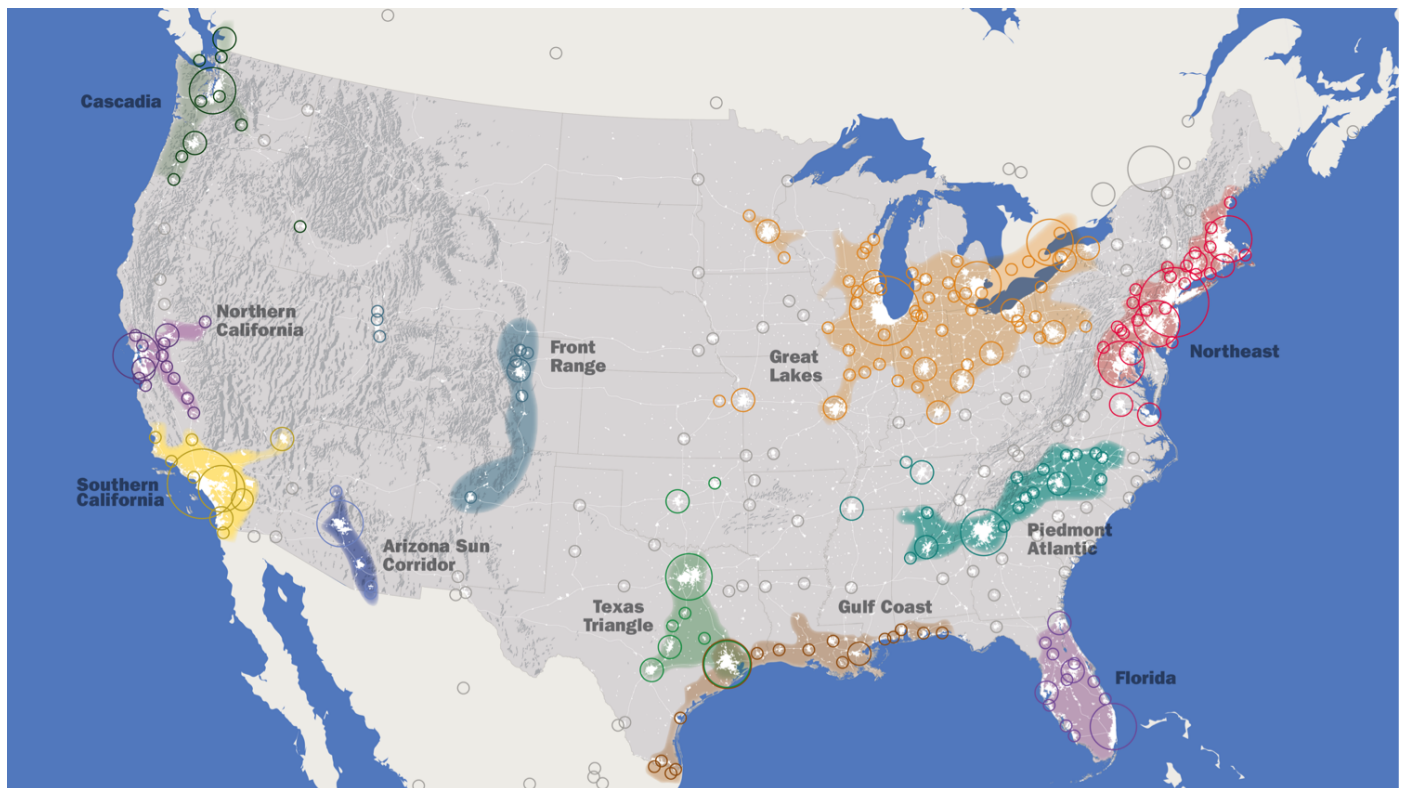 Cascadia
Northern
California
Front
Range
Great
Lakes
Northeast
Southern
California
Arizona Sun
Corridor
Piedmont
Atlantic
Texas
Triangle
Gulf Coast
Florida